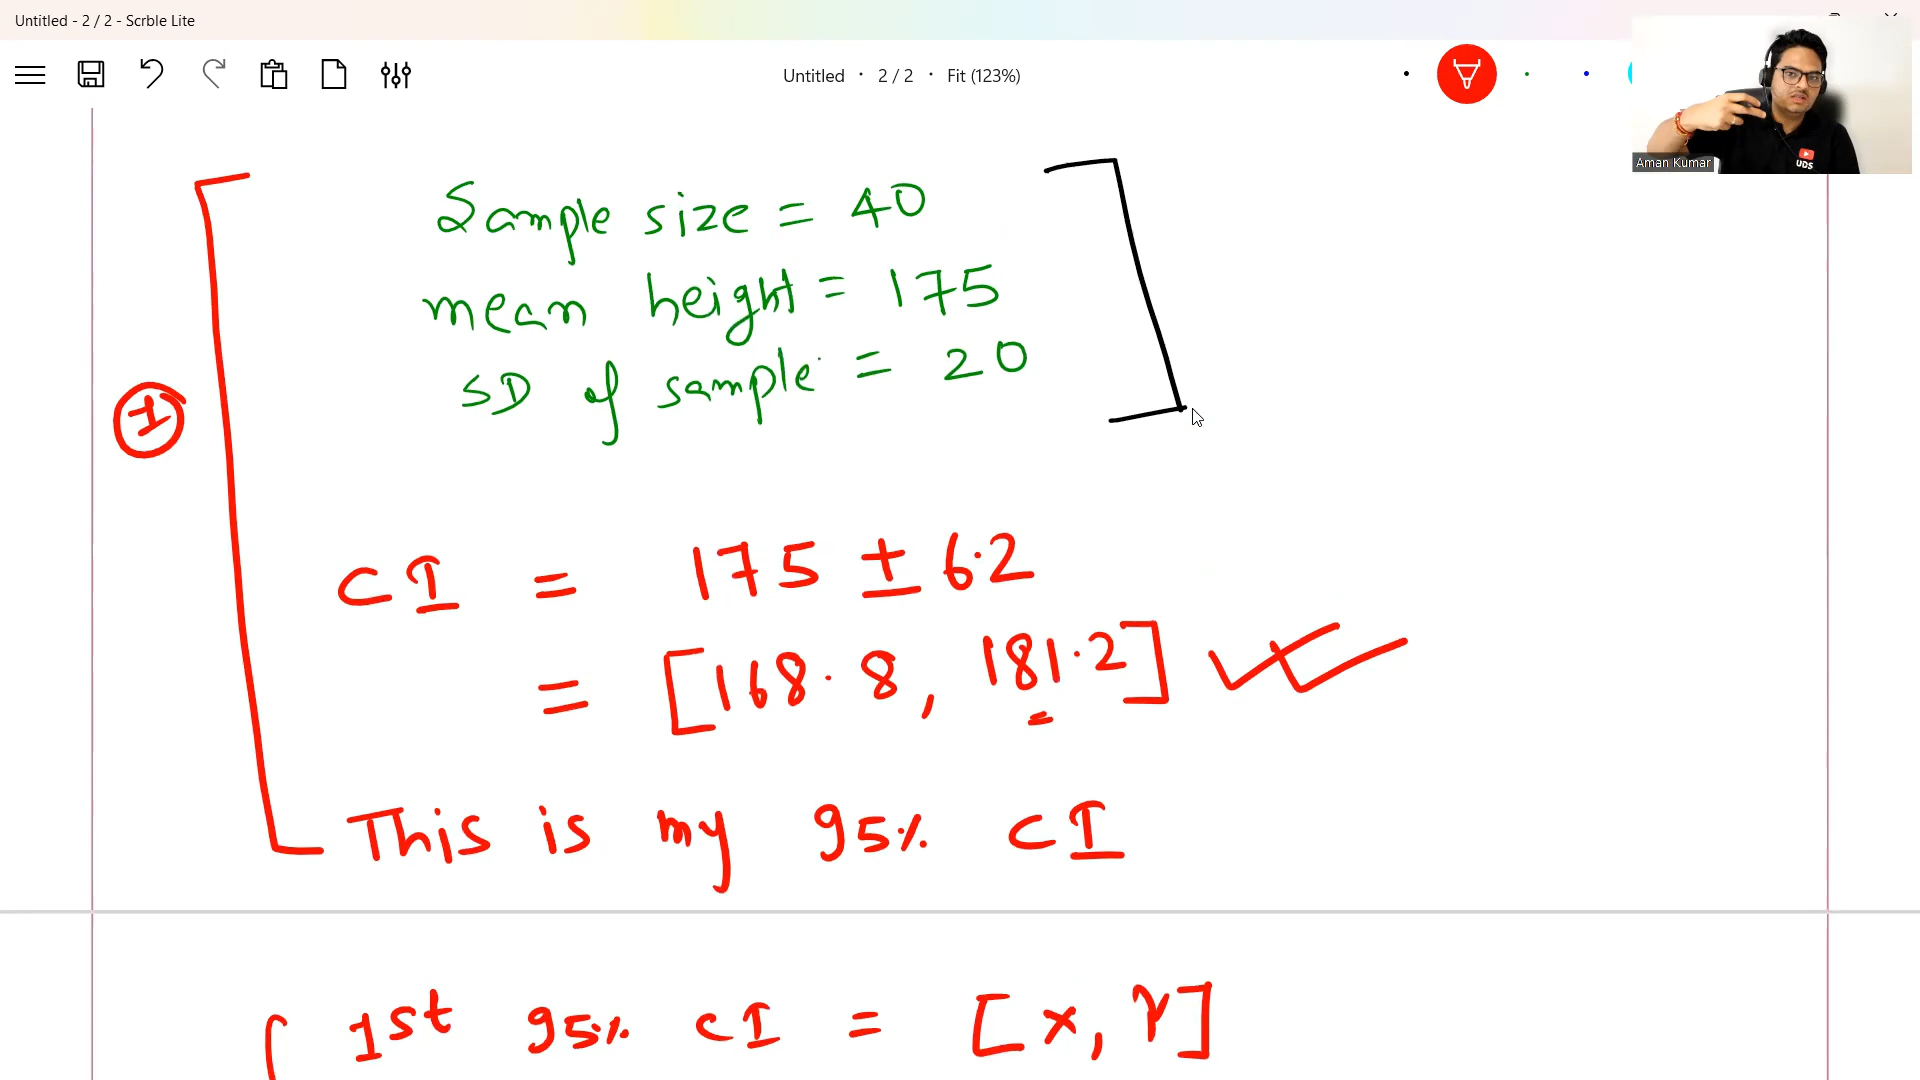 Untitled - 2 / 2 - Scrble Lite
Untitled • 2 / 2 • Fit (123%)
Aman Kumar
UDS
Sample size = 40
mean height = 175
SD of sample = 20
1
CI = 175 ± 6.2
= [168.8, 181.2]
This is my 95% CI
1st 95% CI = [x, y]